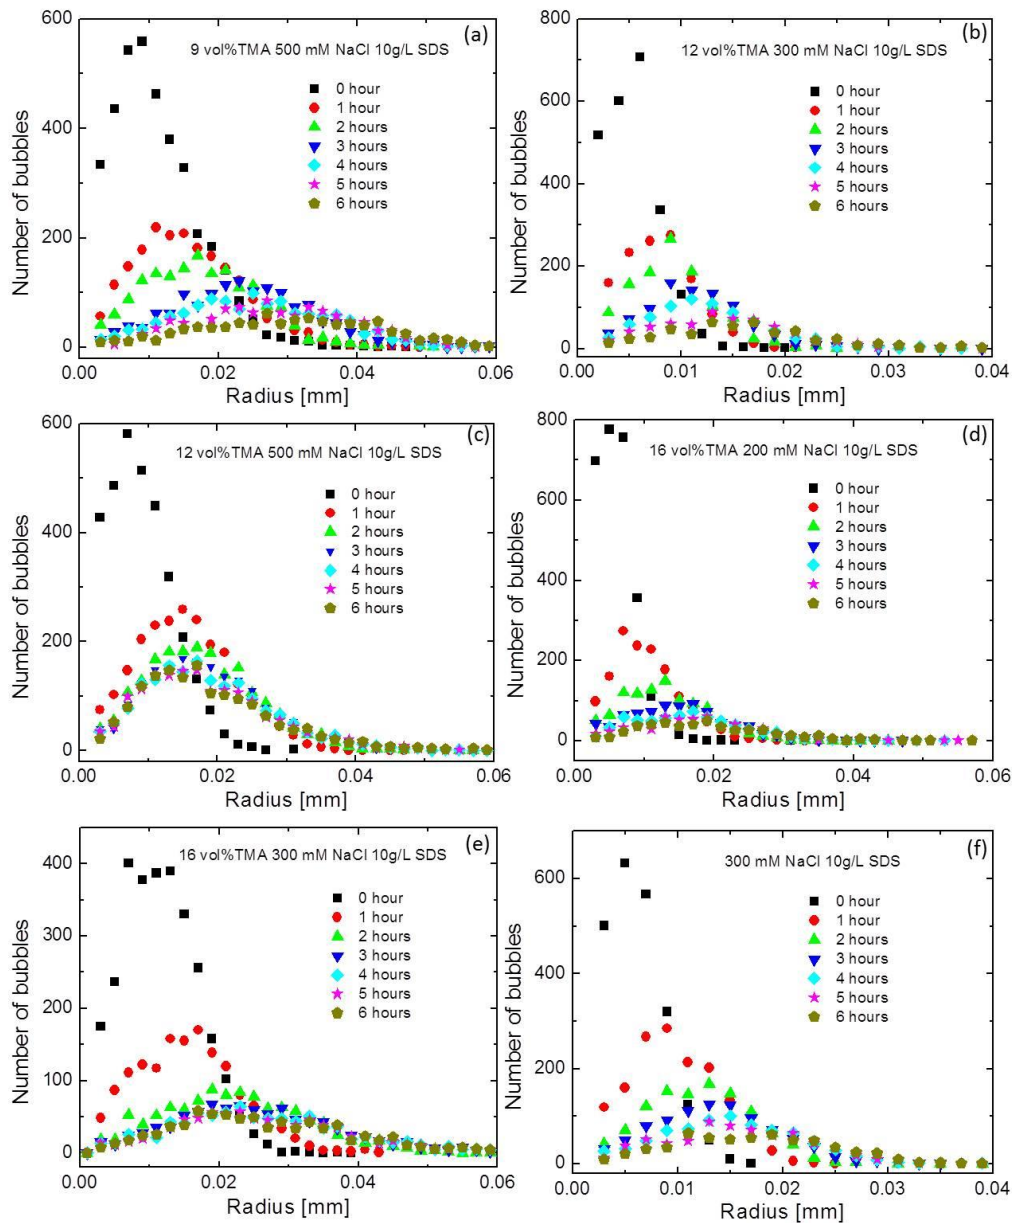 (a)
9 vol%TMA 500 mM NaCl 10g/L SDS
0 hour
1 hour
2 hours
3 hours
4 hours
5 hours
6 hours
600
400
200
0
Number of bubbles
0.00 0.02 0.04 0.06
Radius [mm]
(b)
12 vol%TMA 300 mM NaCl 10g/L SDS
0 hour
1 hour
2 hours
3 hours
4 hours
5 hours
6 hours
800
600
400
200
0
Number of bubbles
0.00 0.01 0.02 0.03 0.04
Radius [mm]
(c)
12 vol%TMA 500 mM NaCl 10g/L SDS
0 hour
1 hour
2 hours
3 hours
4 hours
5 hours
6 hours
600
400
200
0
Number of bubbles
0.00 0.02 0.04 0.06
Radius [mm]
(d)
16 vol%TMA 200 mM NaCl 10g/L SDS
0 hour
1 hour
2 hours
3 hours
4 hours
5 hours
6 hours
800
600
400
200
0
Number of bubbles
0.00 0.02 0.04 0.06
Radius [mm]
(e)
16 vol%TMA 300 mM NaCl 10g/L SDS
0 hour
1 hour
2 hours
3 hours
4 hours
5 hours
6 hours
400
300
200
100
0
Number of bubbles
0.00 0.02 0.04 0.06
Radius [mm]
(f)
300 mM NaCl 10g/L SDS
0 hour
1 hour
2 hours
3 hours
4 hours
5 hours
6 hours
600
400
200
0
Number of bubbles
0.00 0.01 0.02 0.03 0.04
Radius [mm]